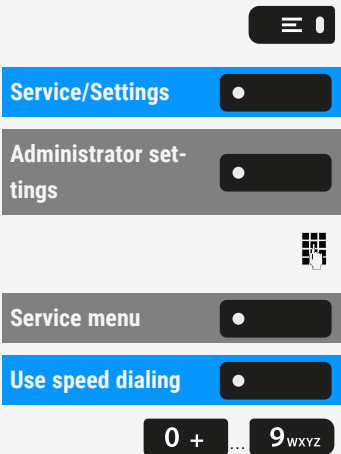 Service/Settings
Administrator set-
tings
Service menu
Use speed dialing
0 + ... 9 WXYZ